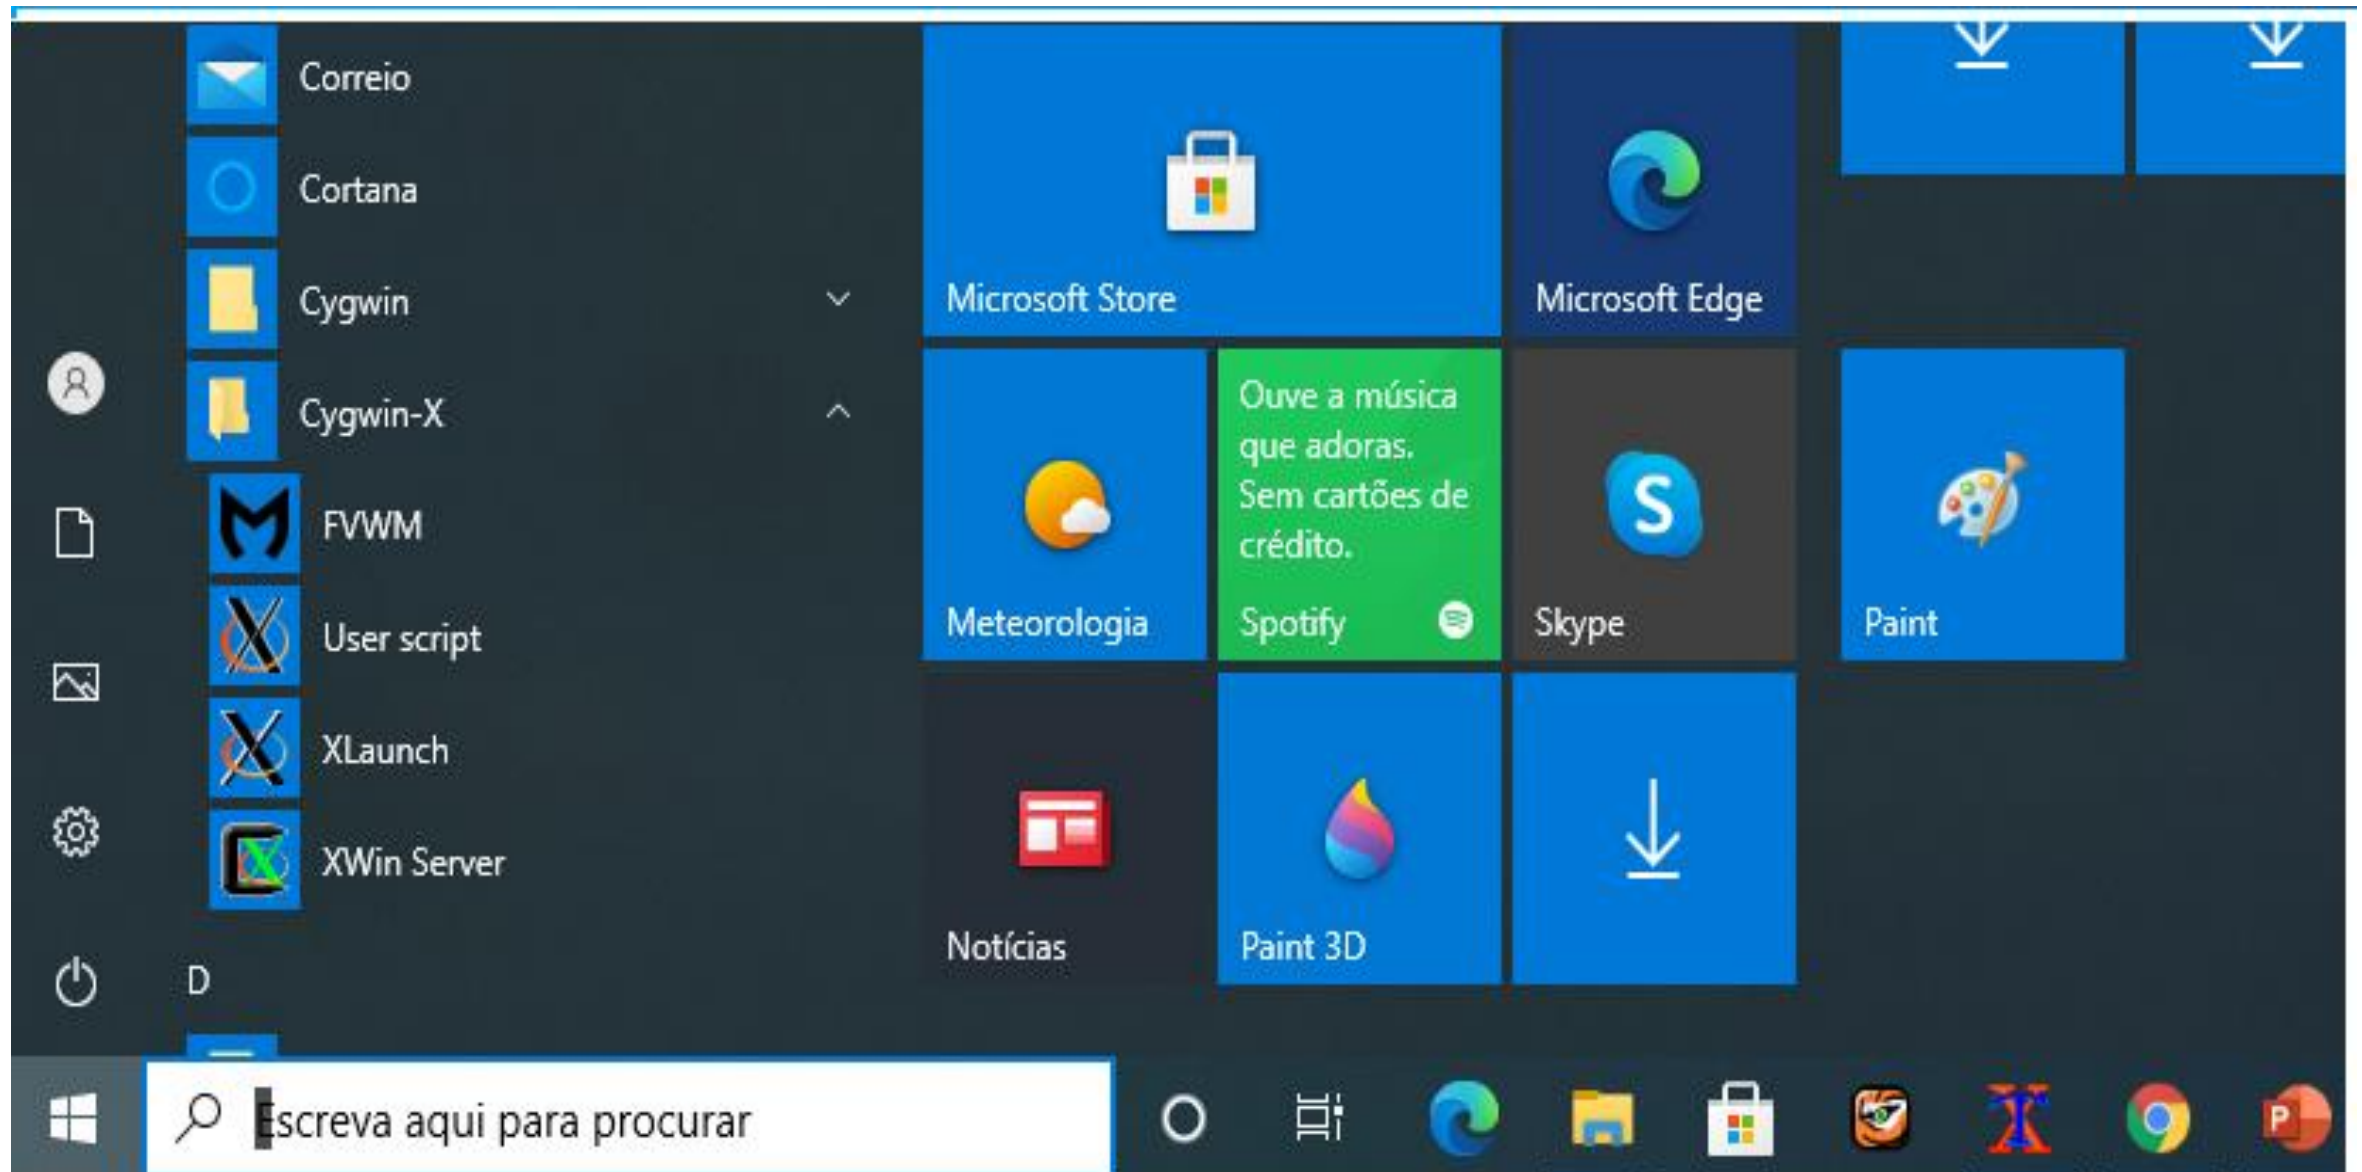 Correio
Cortana
Cygwin
Cygwin-X
FVWM
User script
XLaunch
XWin Server
D
Microsoft Store
Microsoft Edge
Meteorologia
Ouve a música
que adoras.
Sem cartões de
crédito.
Spotify
Skype
Paint
Notícias
Paint 3D
Escreva aqui para procurar